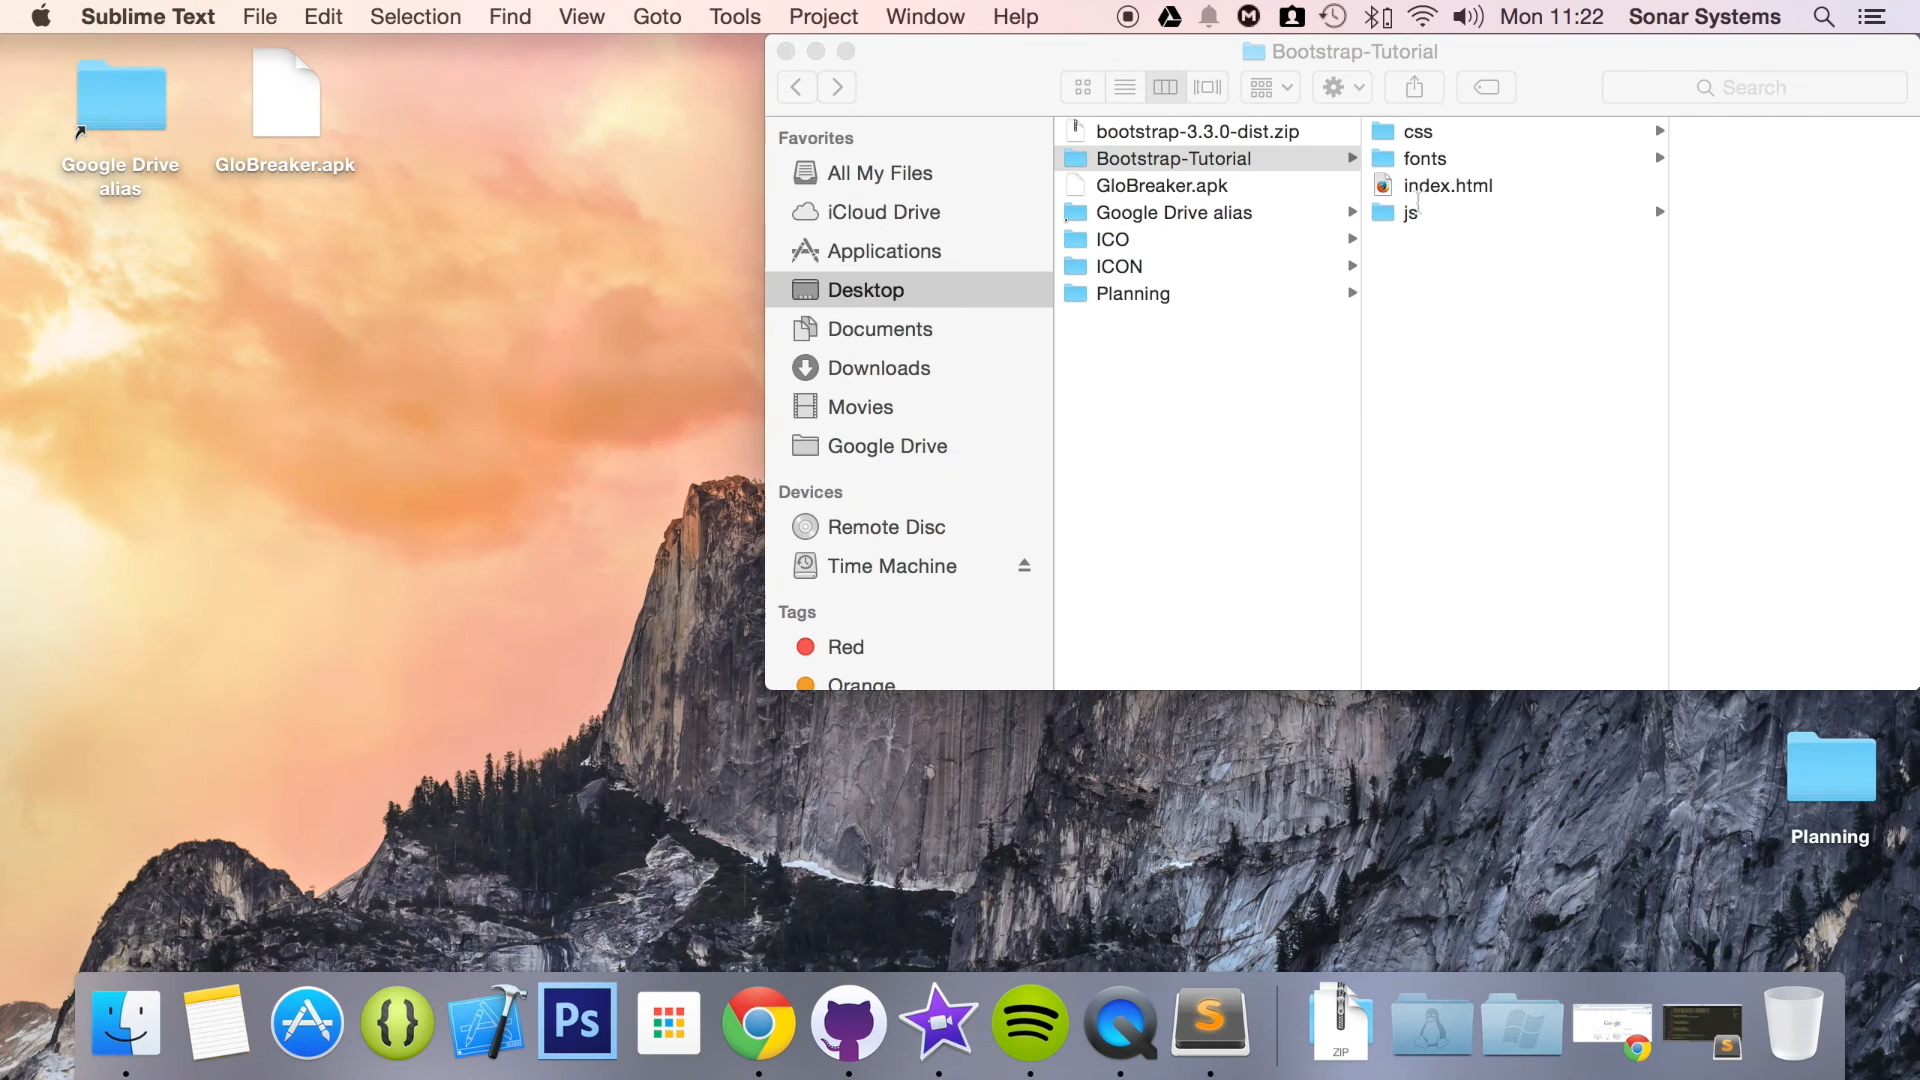 Sublime Text File Edit Selection Find View Goto Tools Project Window Help Mon 11:22 Sonar Systems
Google Drive
alias
GloBreaker.apk
Bootstrap-Tutorial
Search
Favorites
All My Files
iCloud Drive
Applications
Desktop
Documents
Downloads
Movies
Google Drive
Devices
Remote Disc
Time Machine
Tags
Red
Orange
bootstrap-3.3.0-dist.zip
Bootstrap-Tutorial
GloBreaker.apk
Google Drive alias
ICO
ICON
Planning
css
fonts
index.html
js
Planning
Ps
S
ZIP